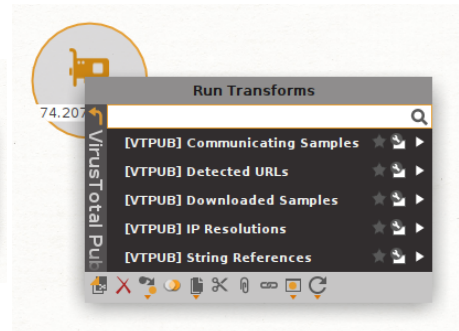 Run Transforms
74.207
VirusTotal Pub
[VTPUB] Communicating Samples
[VTPUB] Detected URLs
[VTPUB] Downloaded Samples
[VTPUB] IP Resolutions
[VTPUB] String References